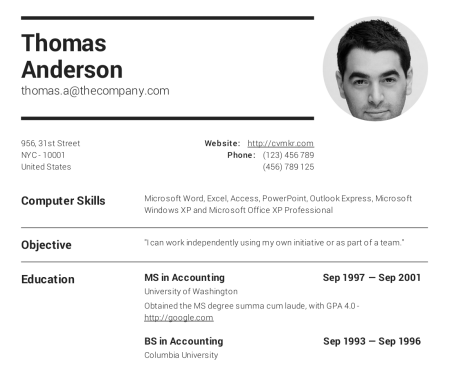 Thomas
Anderson
thomas.a@thecompany.com
956, 31st Street
NYC - 10001
United States
Website: http://cvmkr.com
Phone: (123) 456 789
(456) 789 125
Computer Skills
Microsoft Word, Excel, Access, PowerPoint, Outlook Express, Microsoft
Windows XP and Microsoft Office XP Professional
Objective
"I can work independently using my own initiative or as part of a team."
Education
MS in Accounting Sep 1997 — Sep 2001
University of Washington
Obtained the MS degree summa cum laude, with GPA 4.0 -
http://google.com
BS in Accounting Sep 1993 — Sep 1996
Columbia University